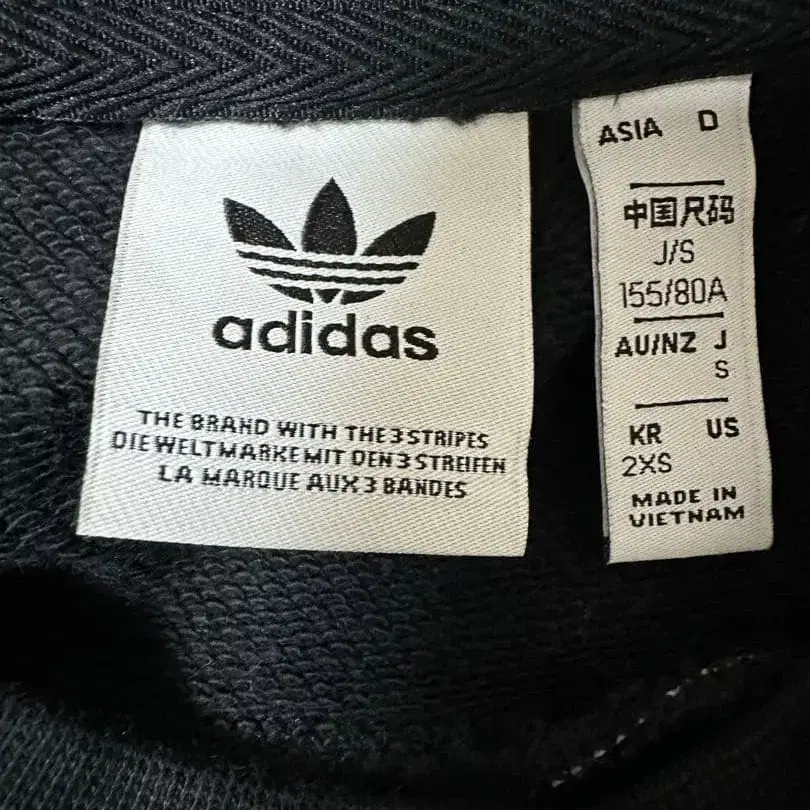 adidas
THE BRAND WITH THE 3 STRIPES
DIE WELTMARKE MIT DEN 3 STREIFEN
LA MARQUE AUX 3 BANDES
ASIA D
中国尺码
J/S
155/80A
AU/NZ J
S
KR US
2XS
MADE IN
VIETNAM